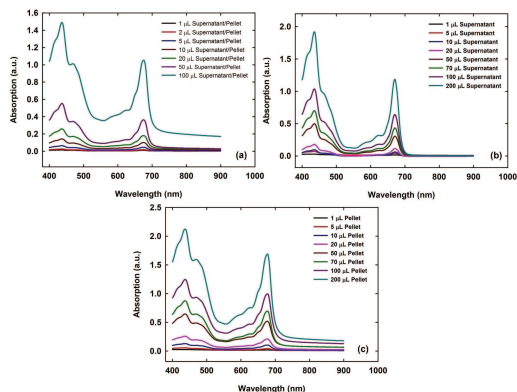 1.6
1.4
1.2
1.0
0.8
0.6
0.4
0.2
0.0
Absorption (a.u.)
400 500 600 700 800 900 1000
Wavelength (nm)
1 µL Supernatant/Pellet
2 µL Supernatant/Pellet
5 µL Supernatant/Pellet
10 µL Supernatant/Pellet
20 µL Supernatant/Pellet
50 µL Supernatant/Pellet
100 µL Supernatant/Pellet
(a)
2.0
1.5
1.0
0.5
0.0
Absorption (a.u.)
400 500 600 700 800 900 1000
Wavelength (nm)
1 µL Supernatant
5 µL Supernatant
10 µL Supernatant
20 µL Supernatant
50 µL Supernatant
70 µL Supernatant
100 µL Supernatant
200 µL Supernatant
(b)
2.5
2.0
1.5
1.0
0.5
0.0
Absorption (a.u.)
400 500 600 700 800 900 1000
Wavelength (nm)
1 µL Pellet
5 µL Pellet
10 µL Pellet
20 µL Pellet
50 µL Pellet
70 µL Pellet
100 µL Pellet
200 µL Pellet
(c)